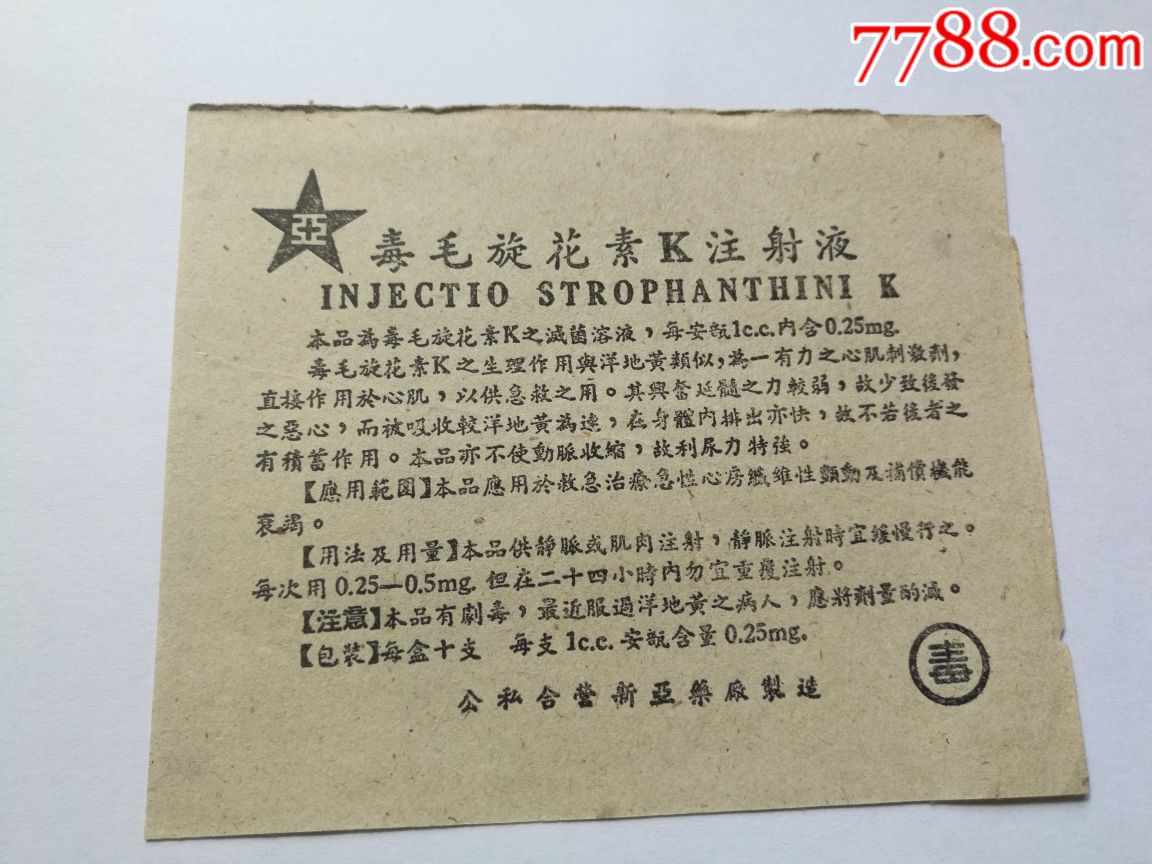 7788.com
亞
毒毛旋花素K注射液
INJECTIO STROPHANTHINI K
本品為毒毛旋花素K之滅菌溶液，每安瓿1c.c.內含0.25mg.
毒毛旋花素K之生理作用與洋地黃類似，為一有力之心肌刺激劑，
直接作用於心肌，以供急救之用。其興奮延髓之力較弱，故少致後發
之惡心，而被吸收較洋地黃為速，在身體內排出亦快，故不若後者之
有積蓄作用。本品亦不使動脈收縮，故利尿力特強。
【應用範圍】本品應用於救急治療急性心房纖維性顫動及補償機能
衰竭。
【用法及用量】本品供靜脈或肌肉注射，靜脈注射時宜緩慢行之。
每次用0.25—0.5mg.但在二十四小時內勿宜重覆注射。
【注意】本品有劇毒，最近服過洋地黃之病人，應將劑量酌減。
【包裝】每盒十支 每支1c.c.安瓿含量0.25mg.
毒
公私合營新亞藥廠製造